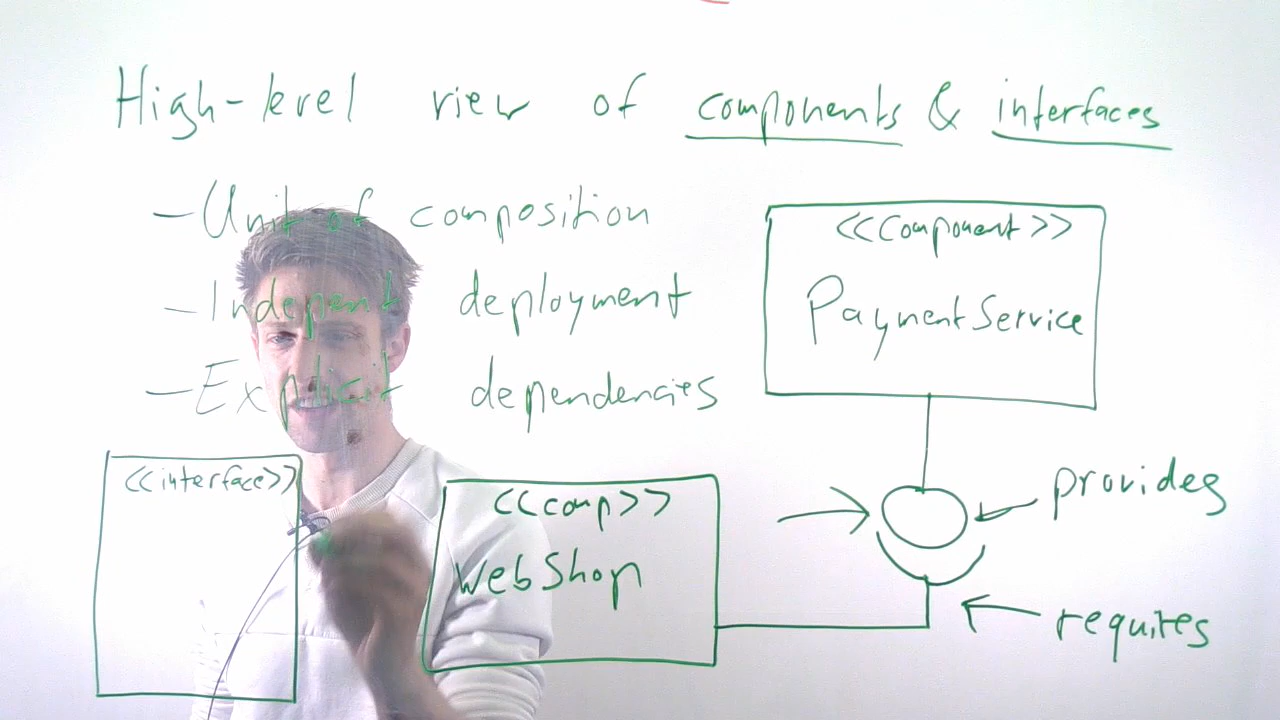 High-level view of components & interfaces
- Unit of composition
- Indepent deployment
- Explicit dependencies
<<Component>>
PaymentService
<<interface>>
<<comp>>
WebShop
provides
requires